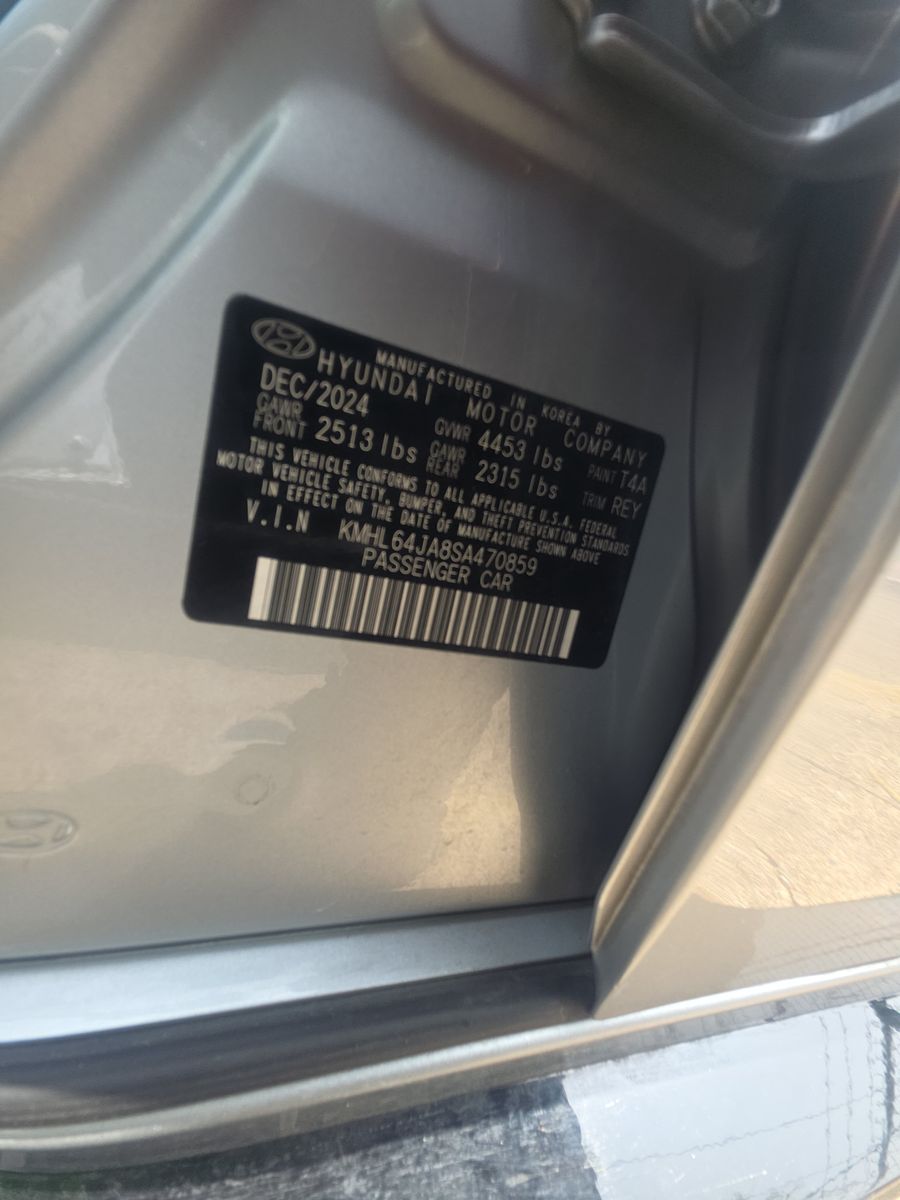 MANUFACTURED IN KOREA BY
HYUNDAI MOTOR COMPANY
DEC/2024 GVWR 4453 lbs PAINT T4A
GAWR FRONT 2513 lbs GAWR REAR 2315 lbs TRIM REY
THIS VEHICLE CONFORMS TO ALL APPLICABLE U.S.A. FEDERAL
MOTOR VEHICLE SAFETY, BUMPER, AND THEFT PREVENTION STANDARDS
IN EFFECT ON THE DATE OF MANUFACTURE SHOWN ABOVE
V.I.N KMHL64JA8SA470859
PASSENGER CAR